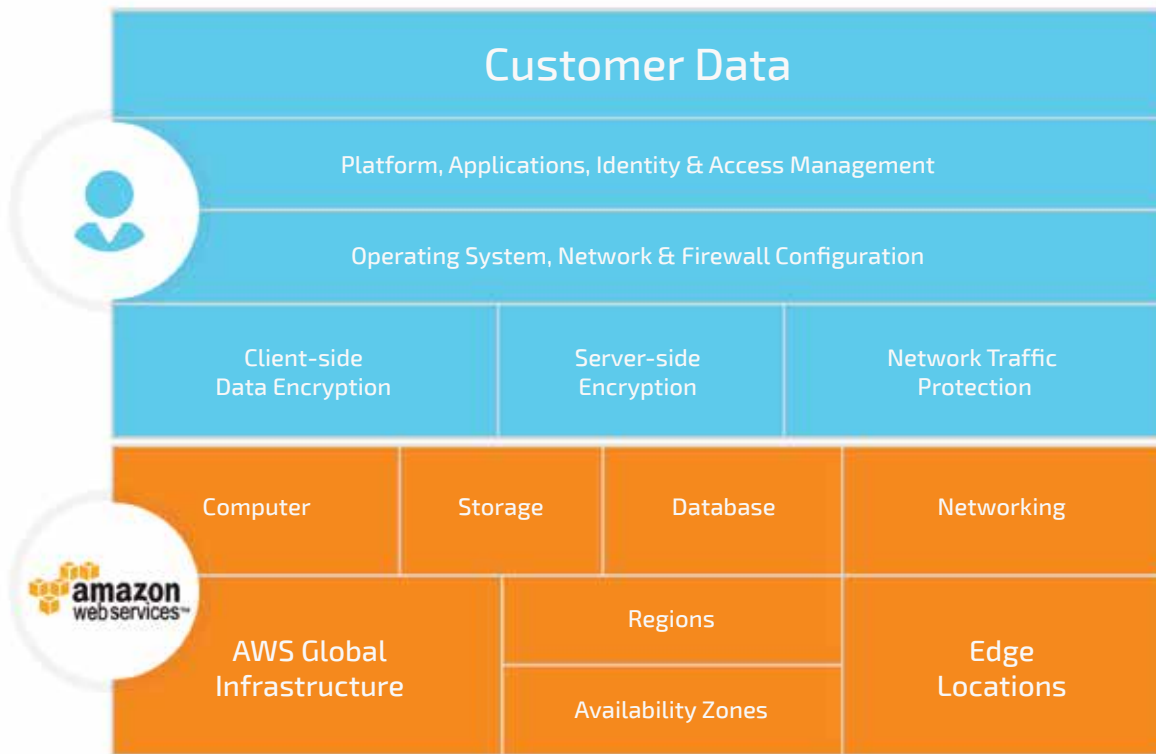 Customer Data
Platform, Applications, Identity & Access Management
Operating System, Network & Firewall Configuration
Client-side
Data Encryption
Server-side
Encryption
Network Traffic
Protection
Computer
Storage
Database
Networking
amazon
webservices™
AWS Global
Infrastructure
Regions
Availability Zones
Edge
Locations